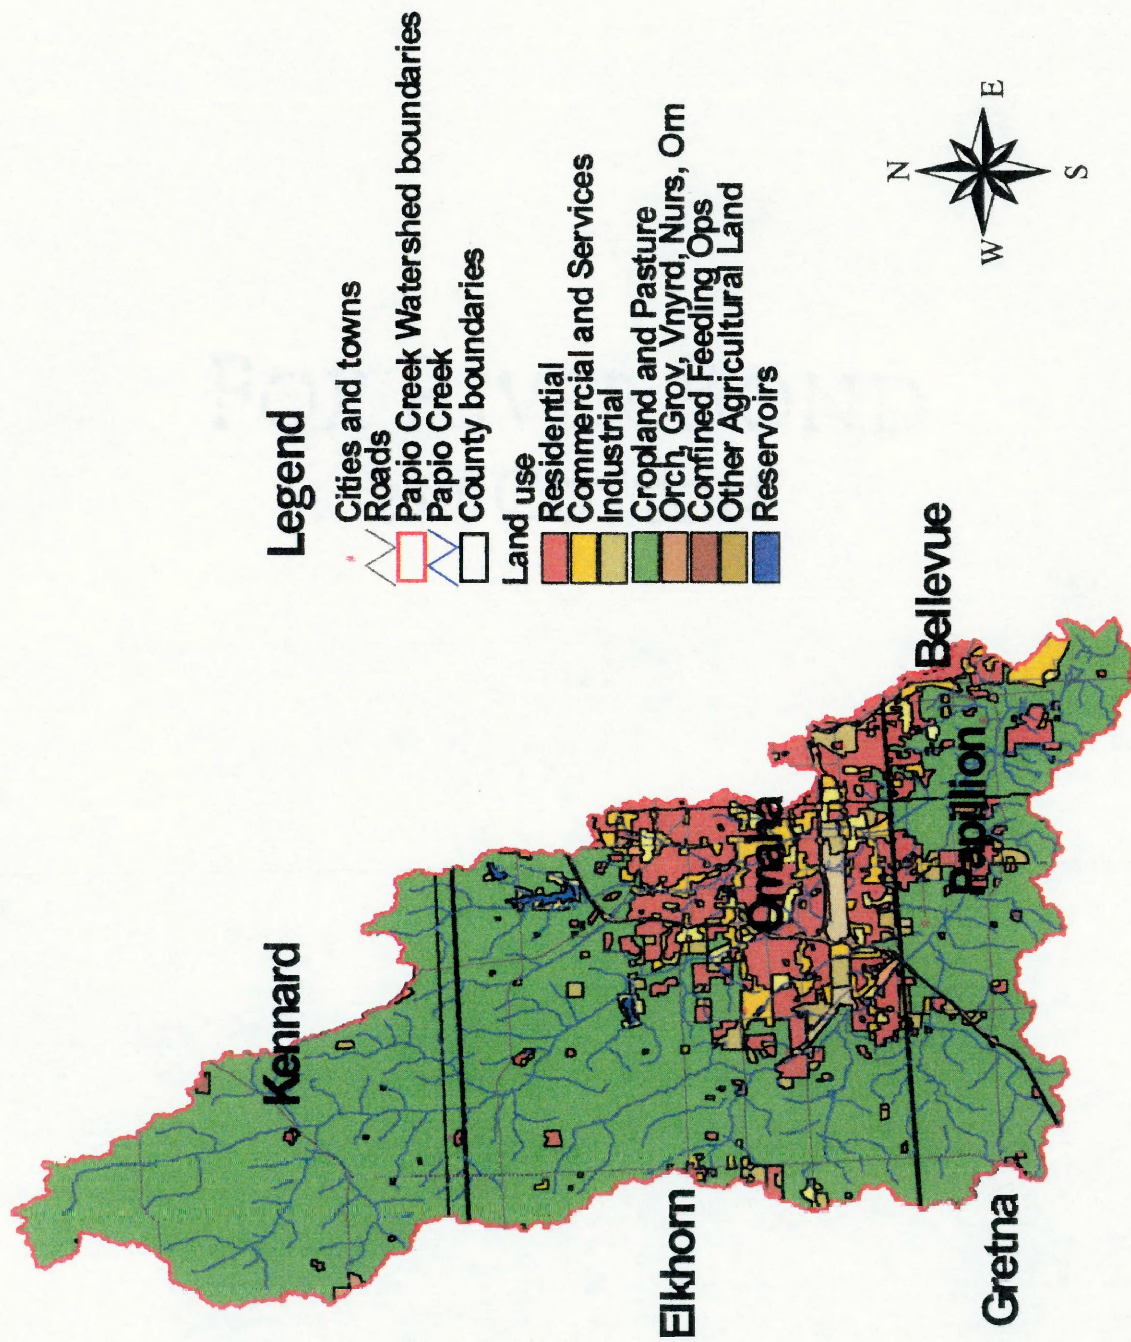 Legend
Cities and towns
Roads
Papio Creek Watershed boundaries
Papio Creek
County boundaries
Land use
Residential
Commercial and Services
Industrial
Cropland and Pasture
Orch, Grov, Vnyrd, Nurs, Orn
Confined Feeding Ops
Other Agricultural Land
Reservoirs
N
W
E
S
Kennard
Elkhorn
Omaha
Bellevue
Papillion
Gretna